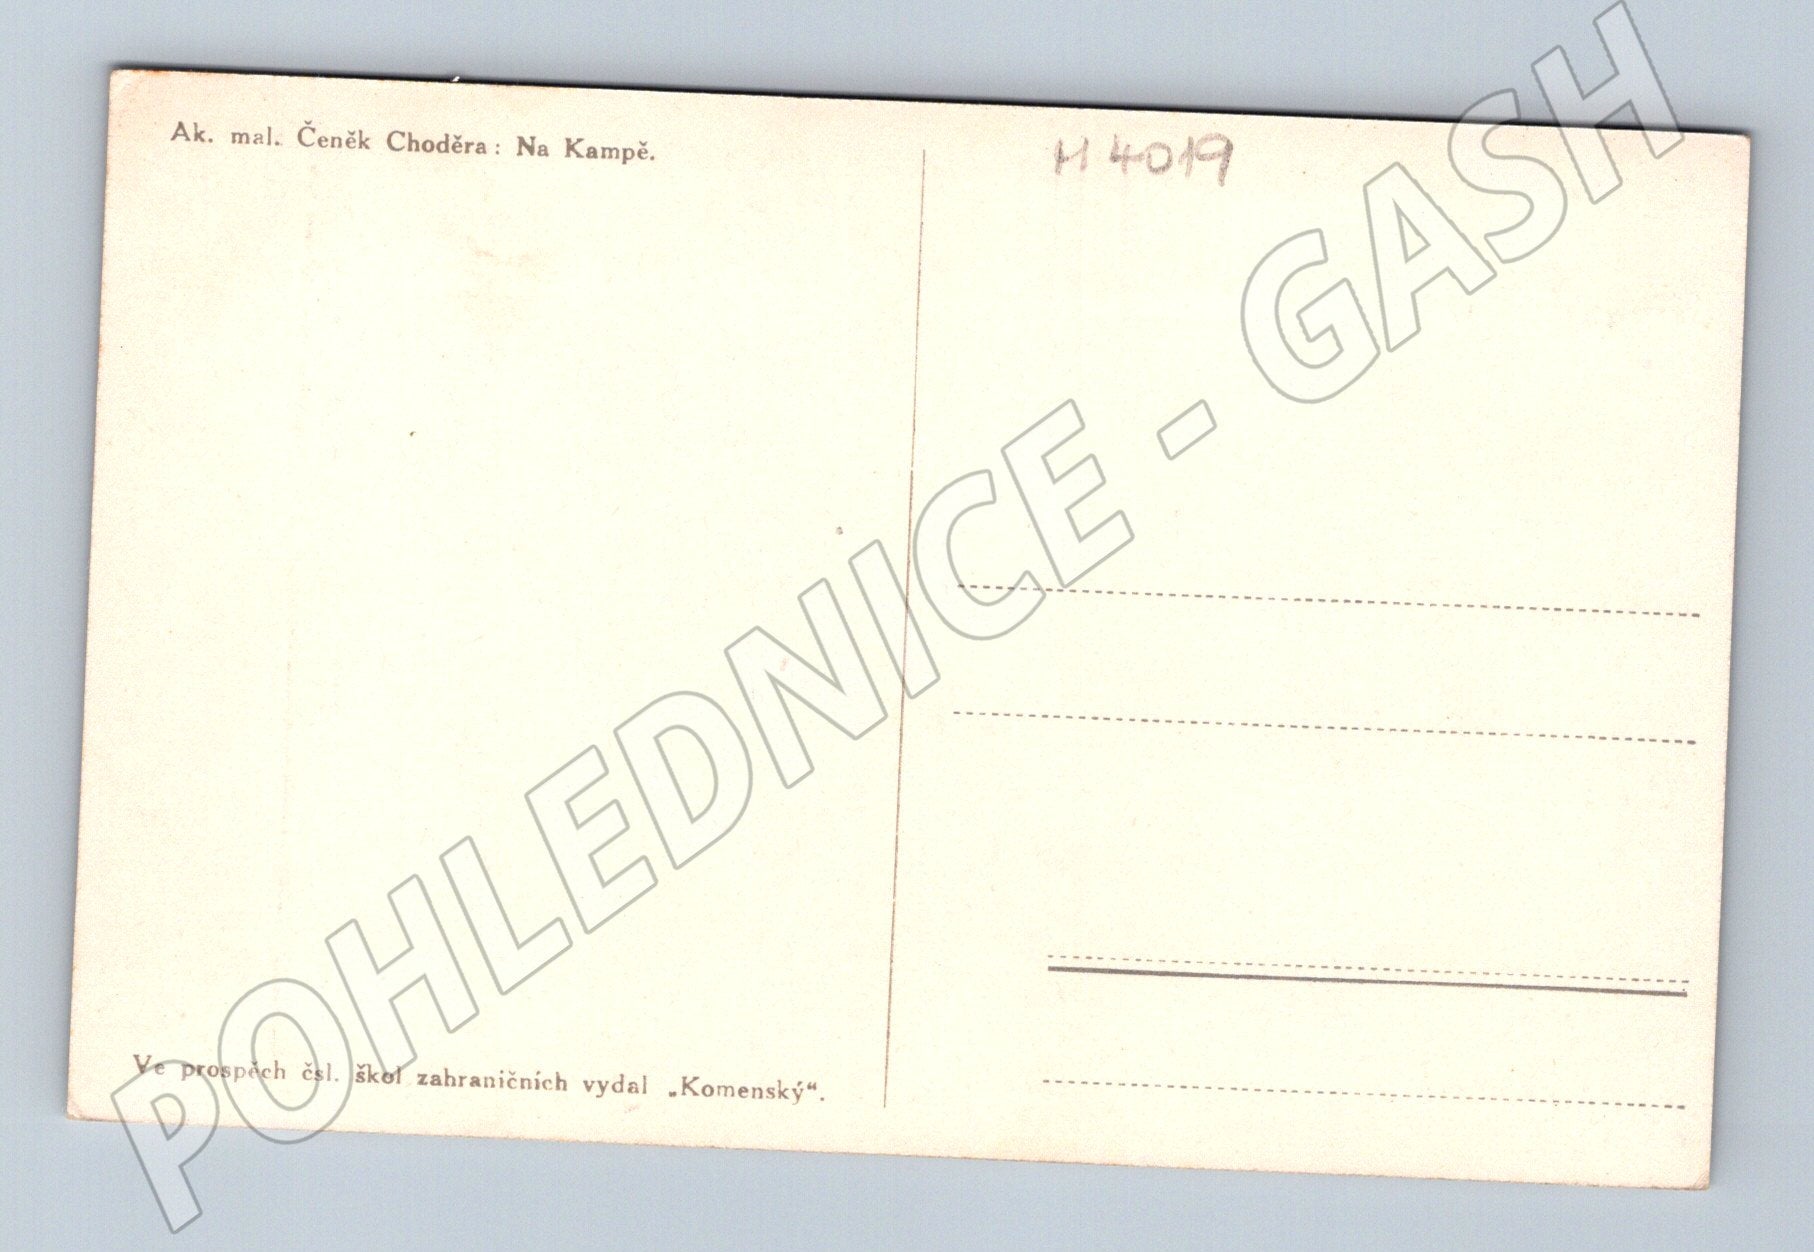 Ak. mal. Čeněk Choděra: Na Kampě.
H 4019
POHLEDNICE - GASH
Ve prospěch čsl. škol zahraničních vydal „Komenský“.